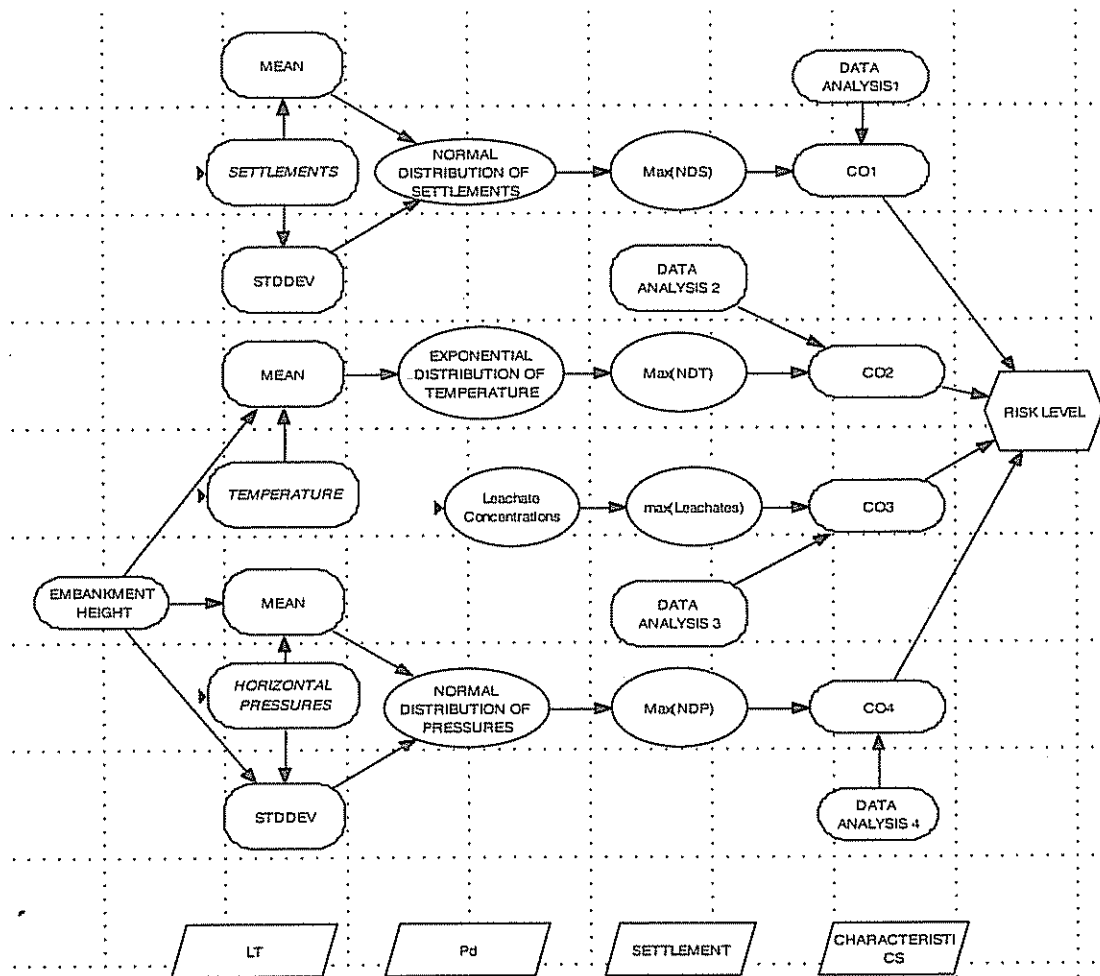 MEAN
DATA
ANALYSIS1
SETTLEMENTS
NORMAL
DISTRIBUTION OF
SETTLEMENTS
Max(NDS)
CO1
STDDEV
DATA
ANALYSIS 2
MEAN
EXPONENTIAL
DISTRIBUTION OF
TEMPERATURE
Max(NDT)
CO2
RISK LEVEL
TEMPERATURE
Leachate
Concentrations
max(Leachates)
CO3
EMBANKMENT
HEIGHT
MEAN
DATA
ANALYSIS 3
HORIZONTAL
PRESSURES
NORMAL
DISTRIBUTION OF
PRESSURES
Max(NDP)
CO4
STDDEV
DATA
ANALYSIS 4
LT
Pd
SETTLEMENT
CHARACTERISTI
CS